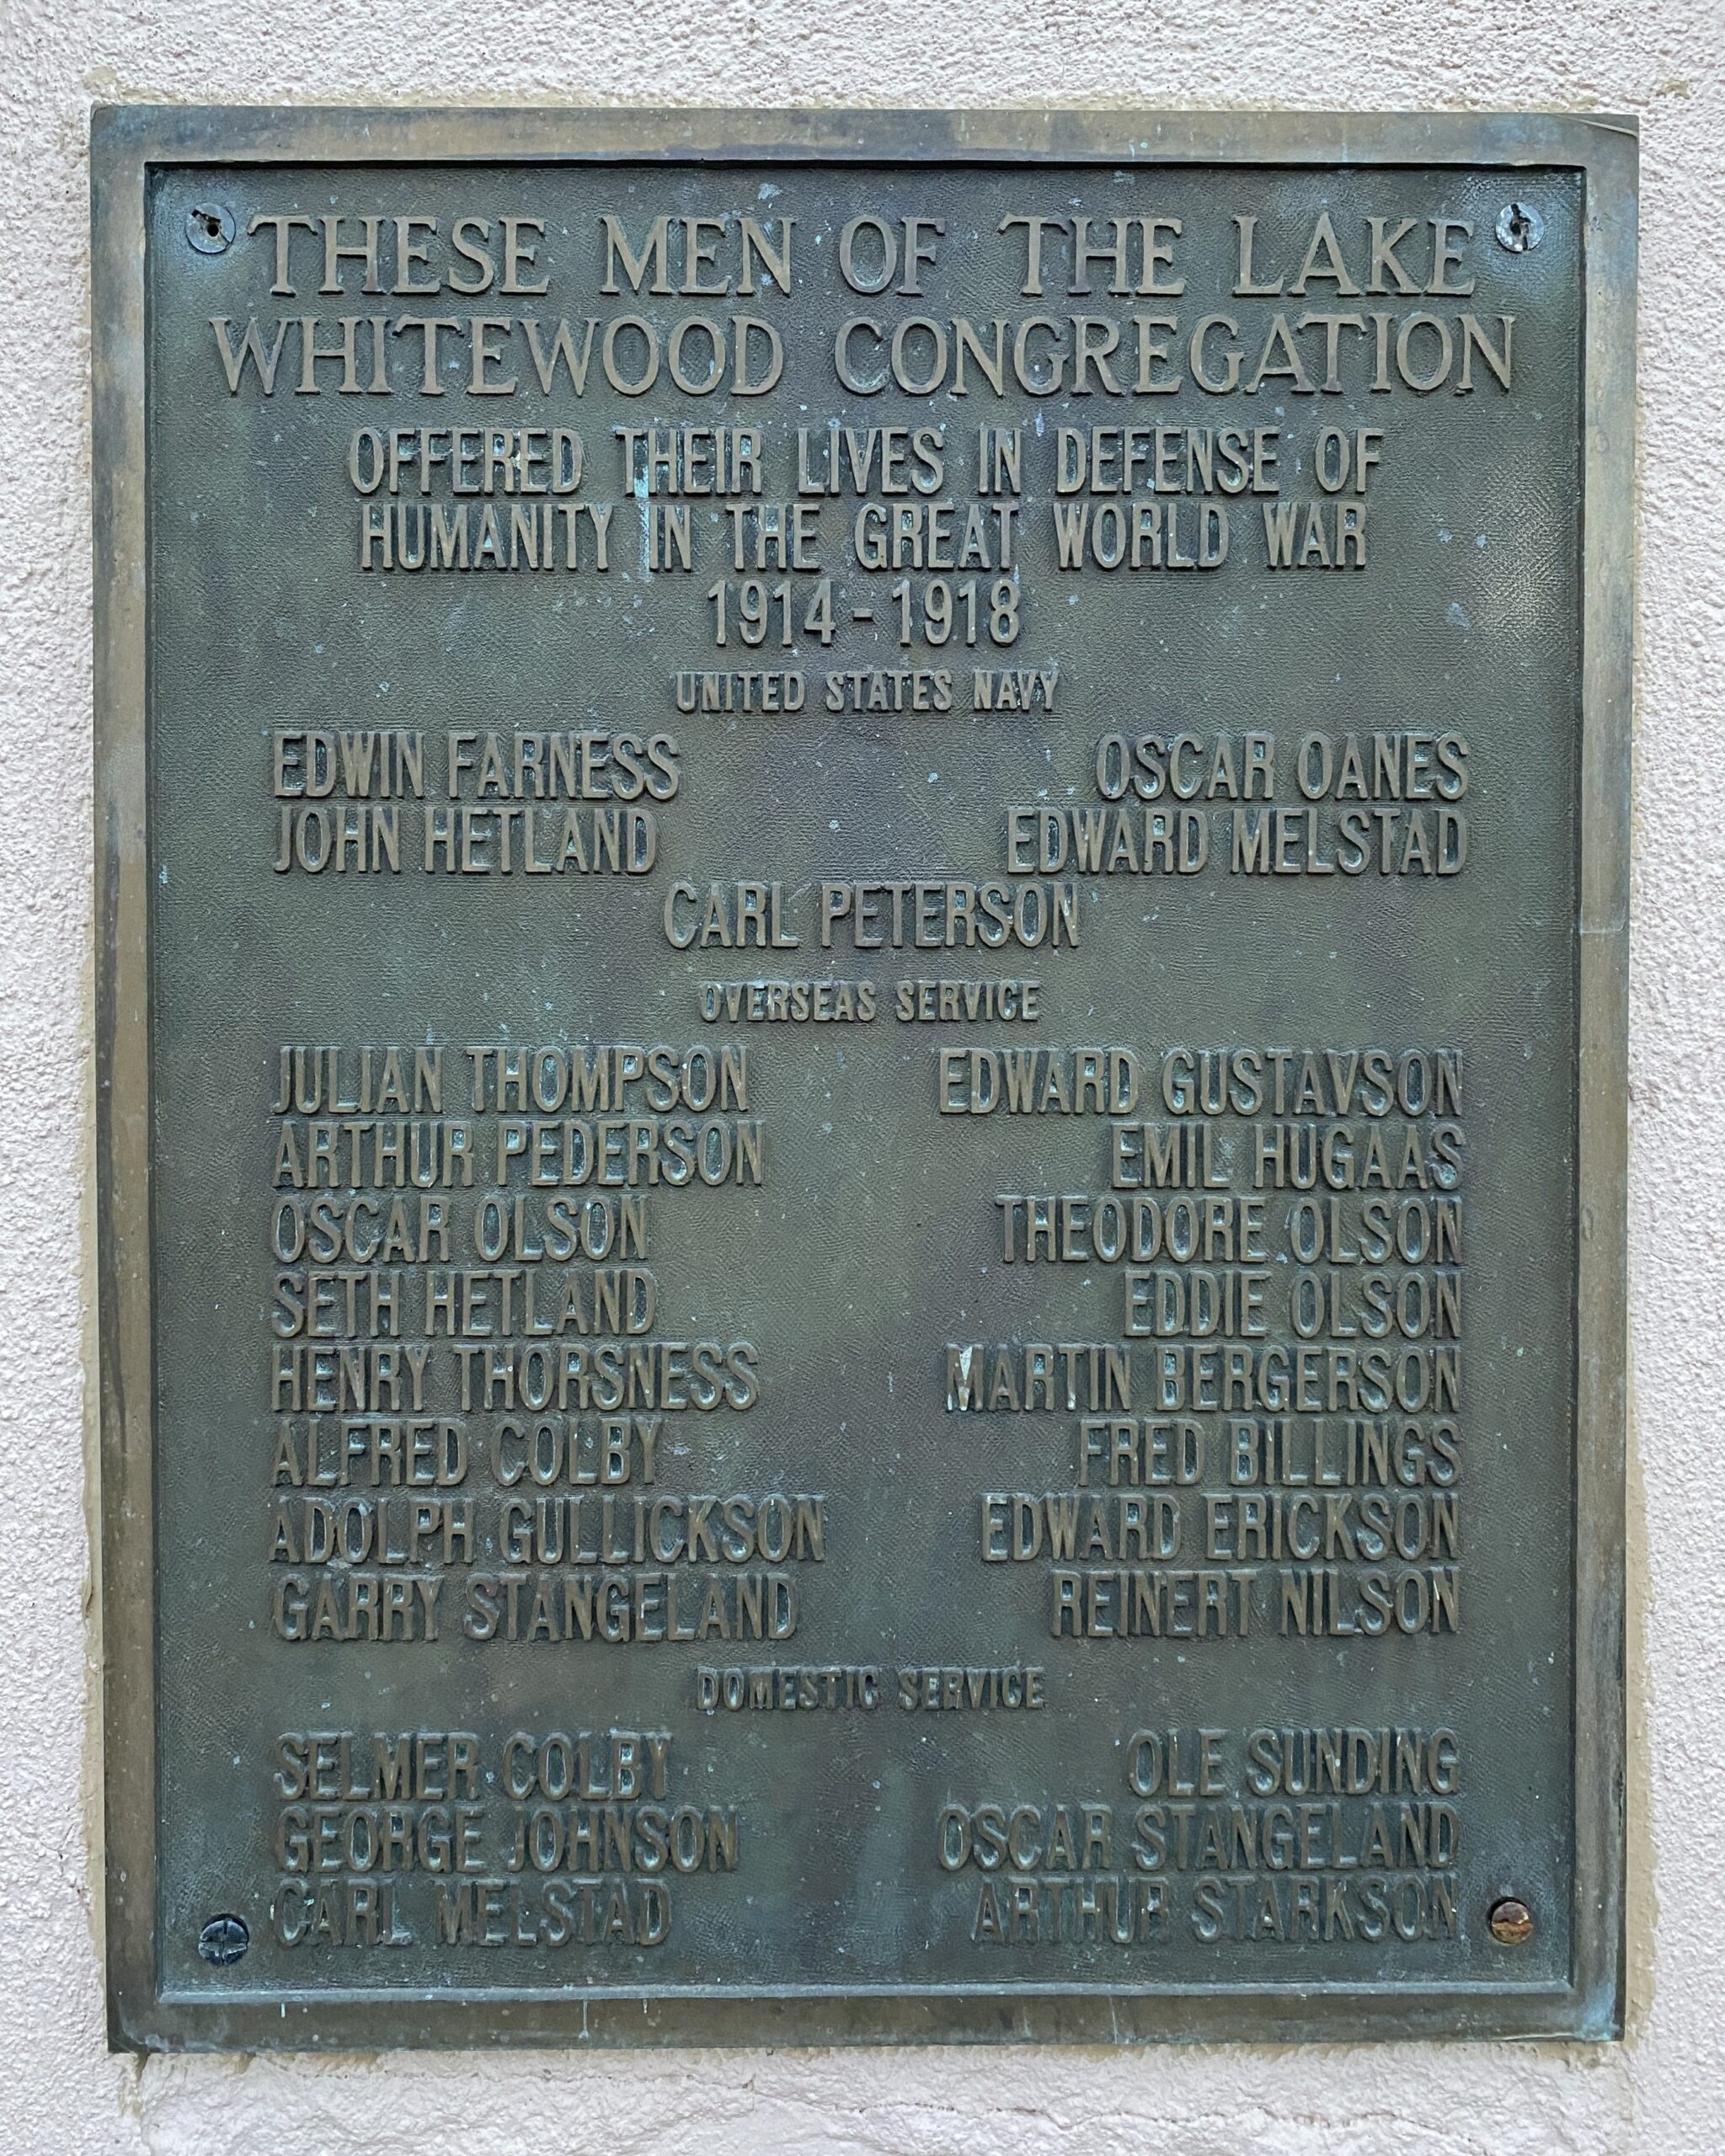 THESE MEN OF THE LAKE
WHITEWOOD CONGREGATION
OFFERED THEIR LIVES IN DEFENSE OF
HUMANITY IN THE GREAT WORLD WAR
1914-1918
UNITED STATES NAVY
EDWIN FARNESS OSCAR OANES
JOHN HETLAND EDWARD MELSTAD
CARL PETERSON
OVERSEAS SERVICE
JULIAN THOMPSON EDWARD GUSTAVSON
ARTHUR PEDERSON EMIL HUGAAS
OSCAR OLSON THEODORE OLSON
SETH HETLAND EDDIE OLSON
HENRY THORSNESS MARTIN BERGERSON
ALFRED COLBY FRED BILLINGS
ADOLPH GULLICKSON EDWARD ERICKSON
GARRY STANGELAND REINERT NILSON
DOMESTIC SERVICE
SELMER COLBY OLE SUNDING
GEORGE JOHNSON OSCAR STANGELAND
CARL MELSTAD ARTHUR STARKSON